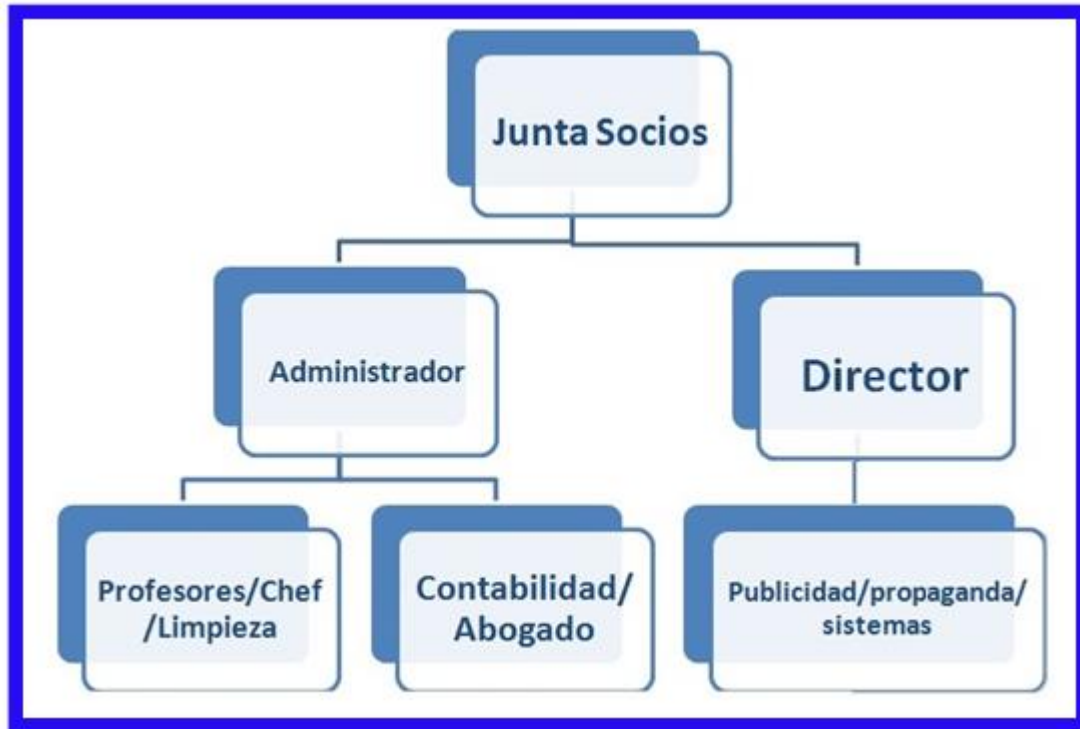 Junta Socios
Administrador
Director
Profesores/Chef
/Limpieza
Contabilidad/
Abogado
Publicidad/propaganda/
sistemas